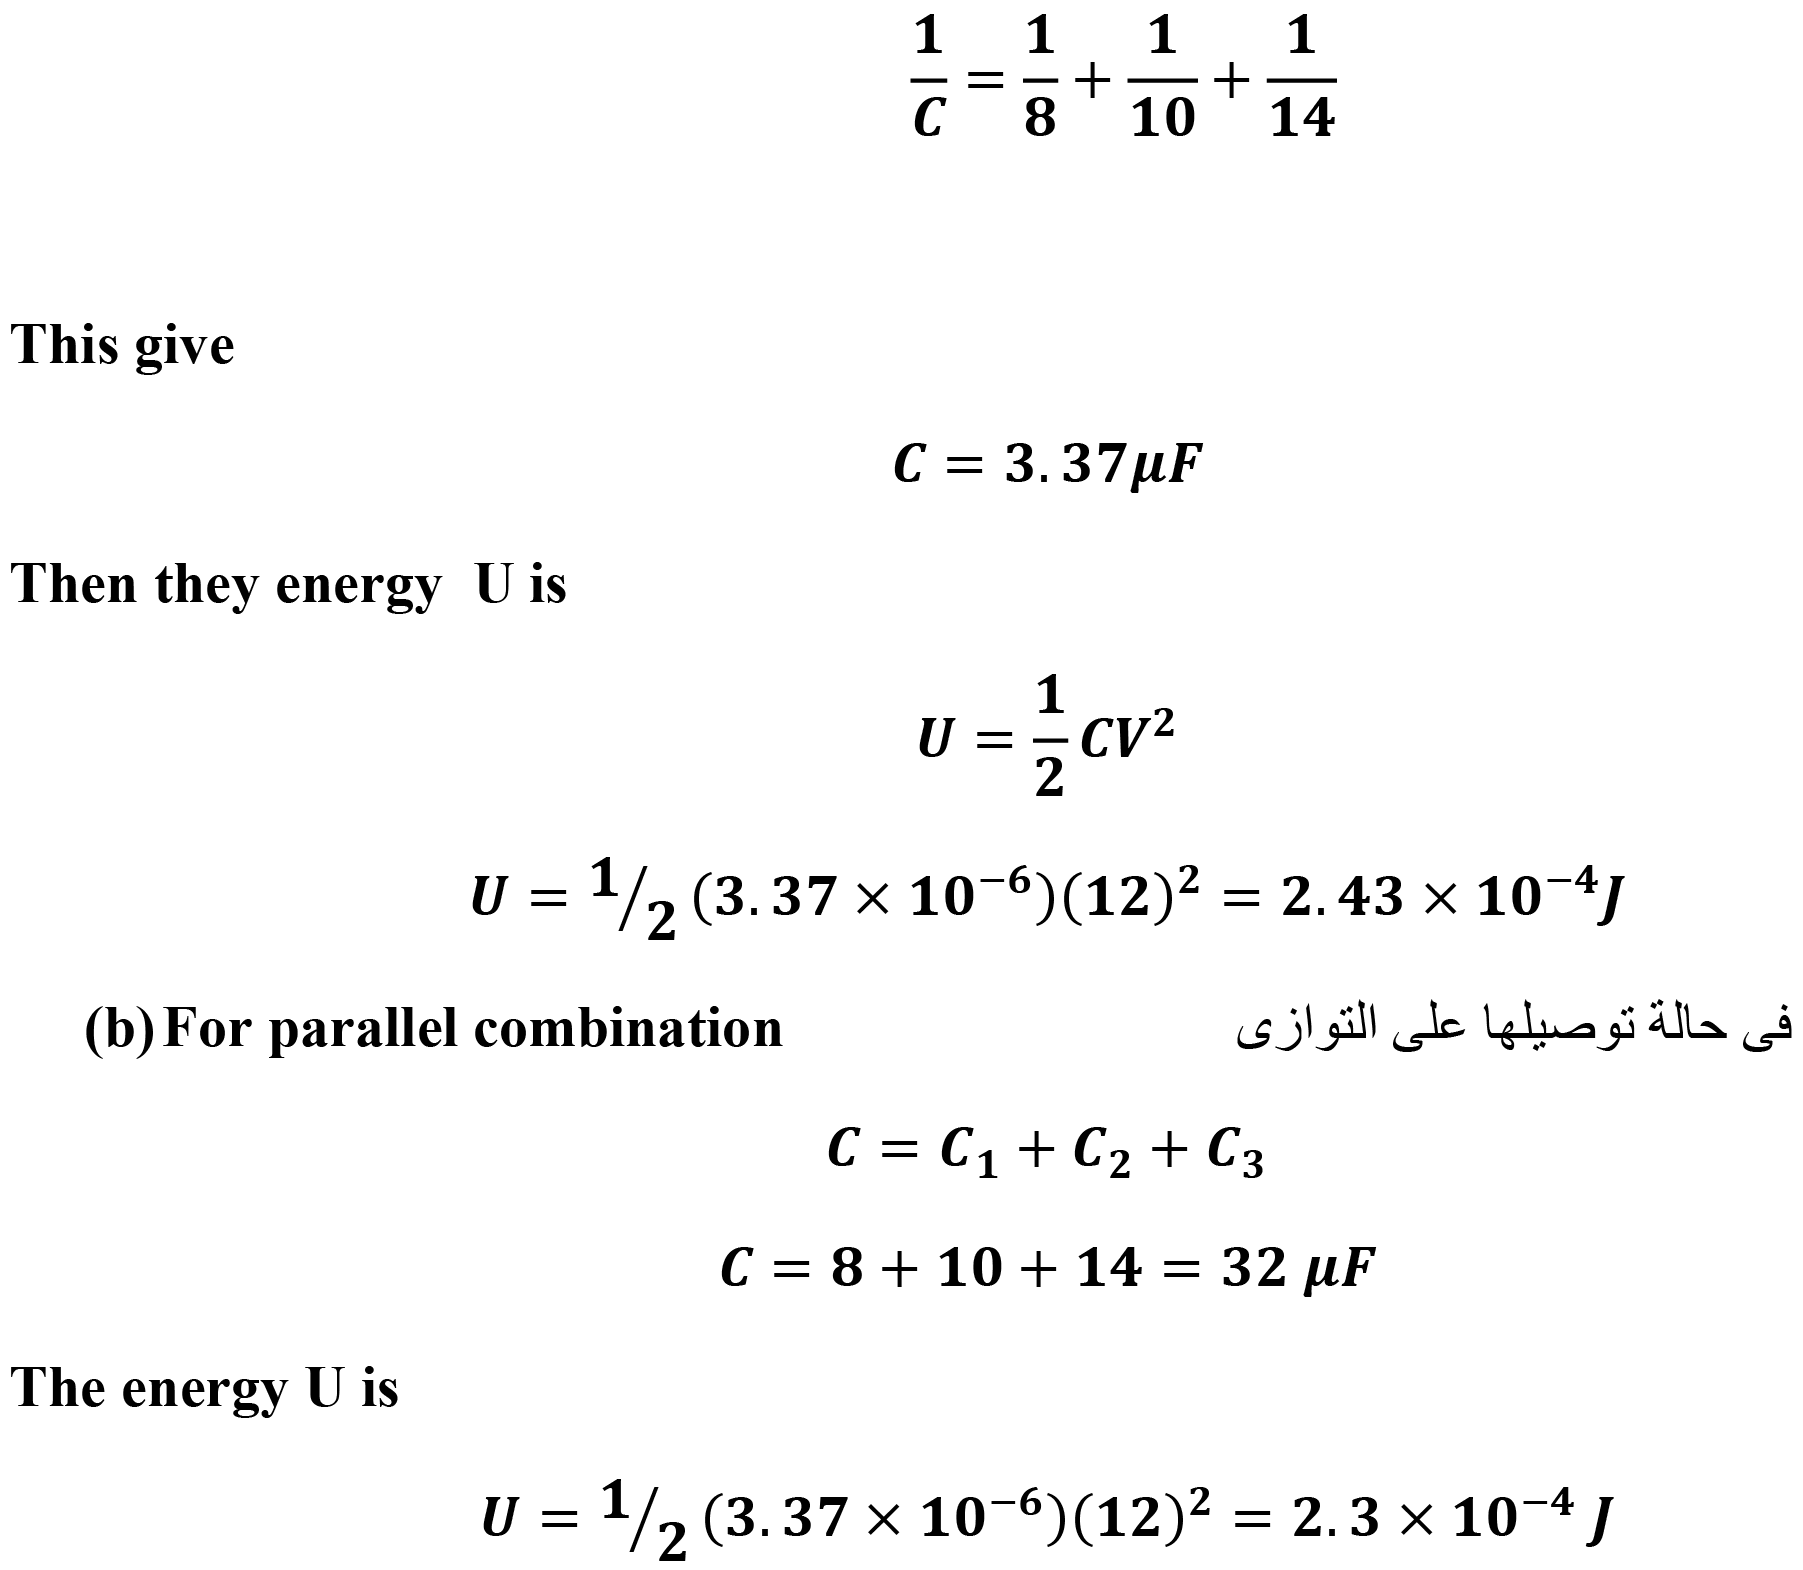 1/C = 1/8 + 1/10 + 1/14
This give
C = 3.37μF
Then they energy U is
U = 1/2 CV²
U = 1/2 (3.37 × 10⁻⁶)(12)² = 2.43 × 10⁻⁴J
(b) For parallel combination فى حالة توصيلها على التوازى
C = C₁ + C₂ + C₃
C = 8 + 10 + 14 = 32 μF
The energy U is
U = 1/2 (3.37 × 10⁻⁶)(12)² = 2.3 × 10⁻⁴ J